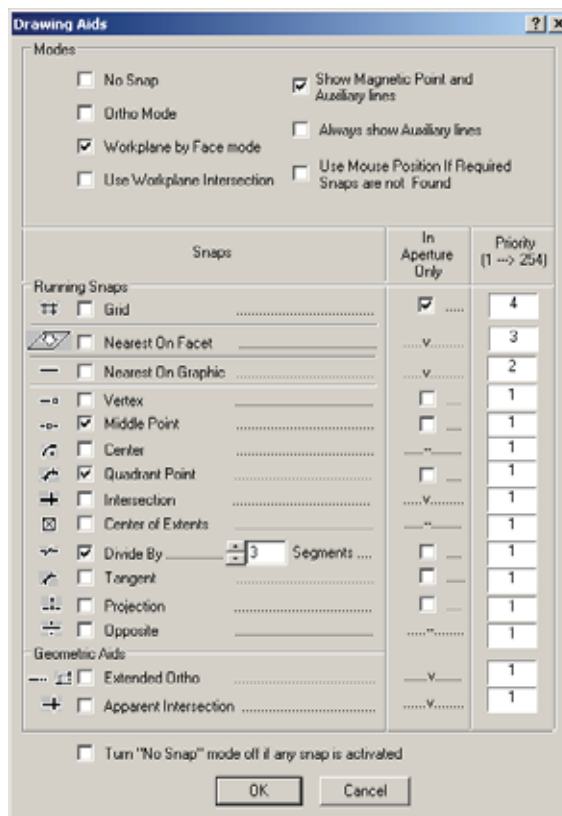 Drawing Aids
Modes
No Snap
Ortho Mode
Workplane by Face mode
Use Workplane Intersection
Show Magnetic Point and
Auxiliary lines
Always show Auxiliary lines
Use Mouse Position If Required
Snaps are not Found
Snaps
In
Aperture
Only
Priority
(1 --> 254)
Running Snaps
Grid ..... 4
Nearest On Facet .....v........ 3
Nearest On Graphic .....v........ 2
Vertex 1
Middle Point 1
Center 1
Quadrant Point 1
Intersection .....v........ 1
Center of Extents 1
Divide By 3 Segments .... 1
Tangent 1
Projection 1
Opposite 1
Geometric Aids
Extended Ortho v 1
Apparent Intersection ......v........ 1
Turn "No Snap" mode off if any snap is activated
OK
Cancel